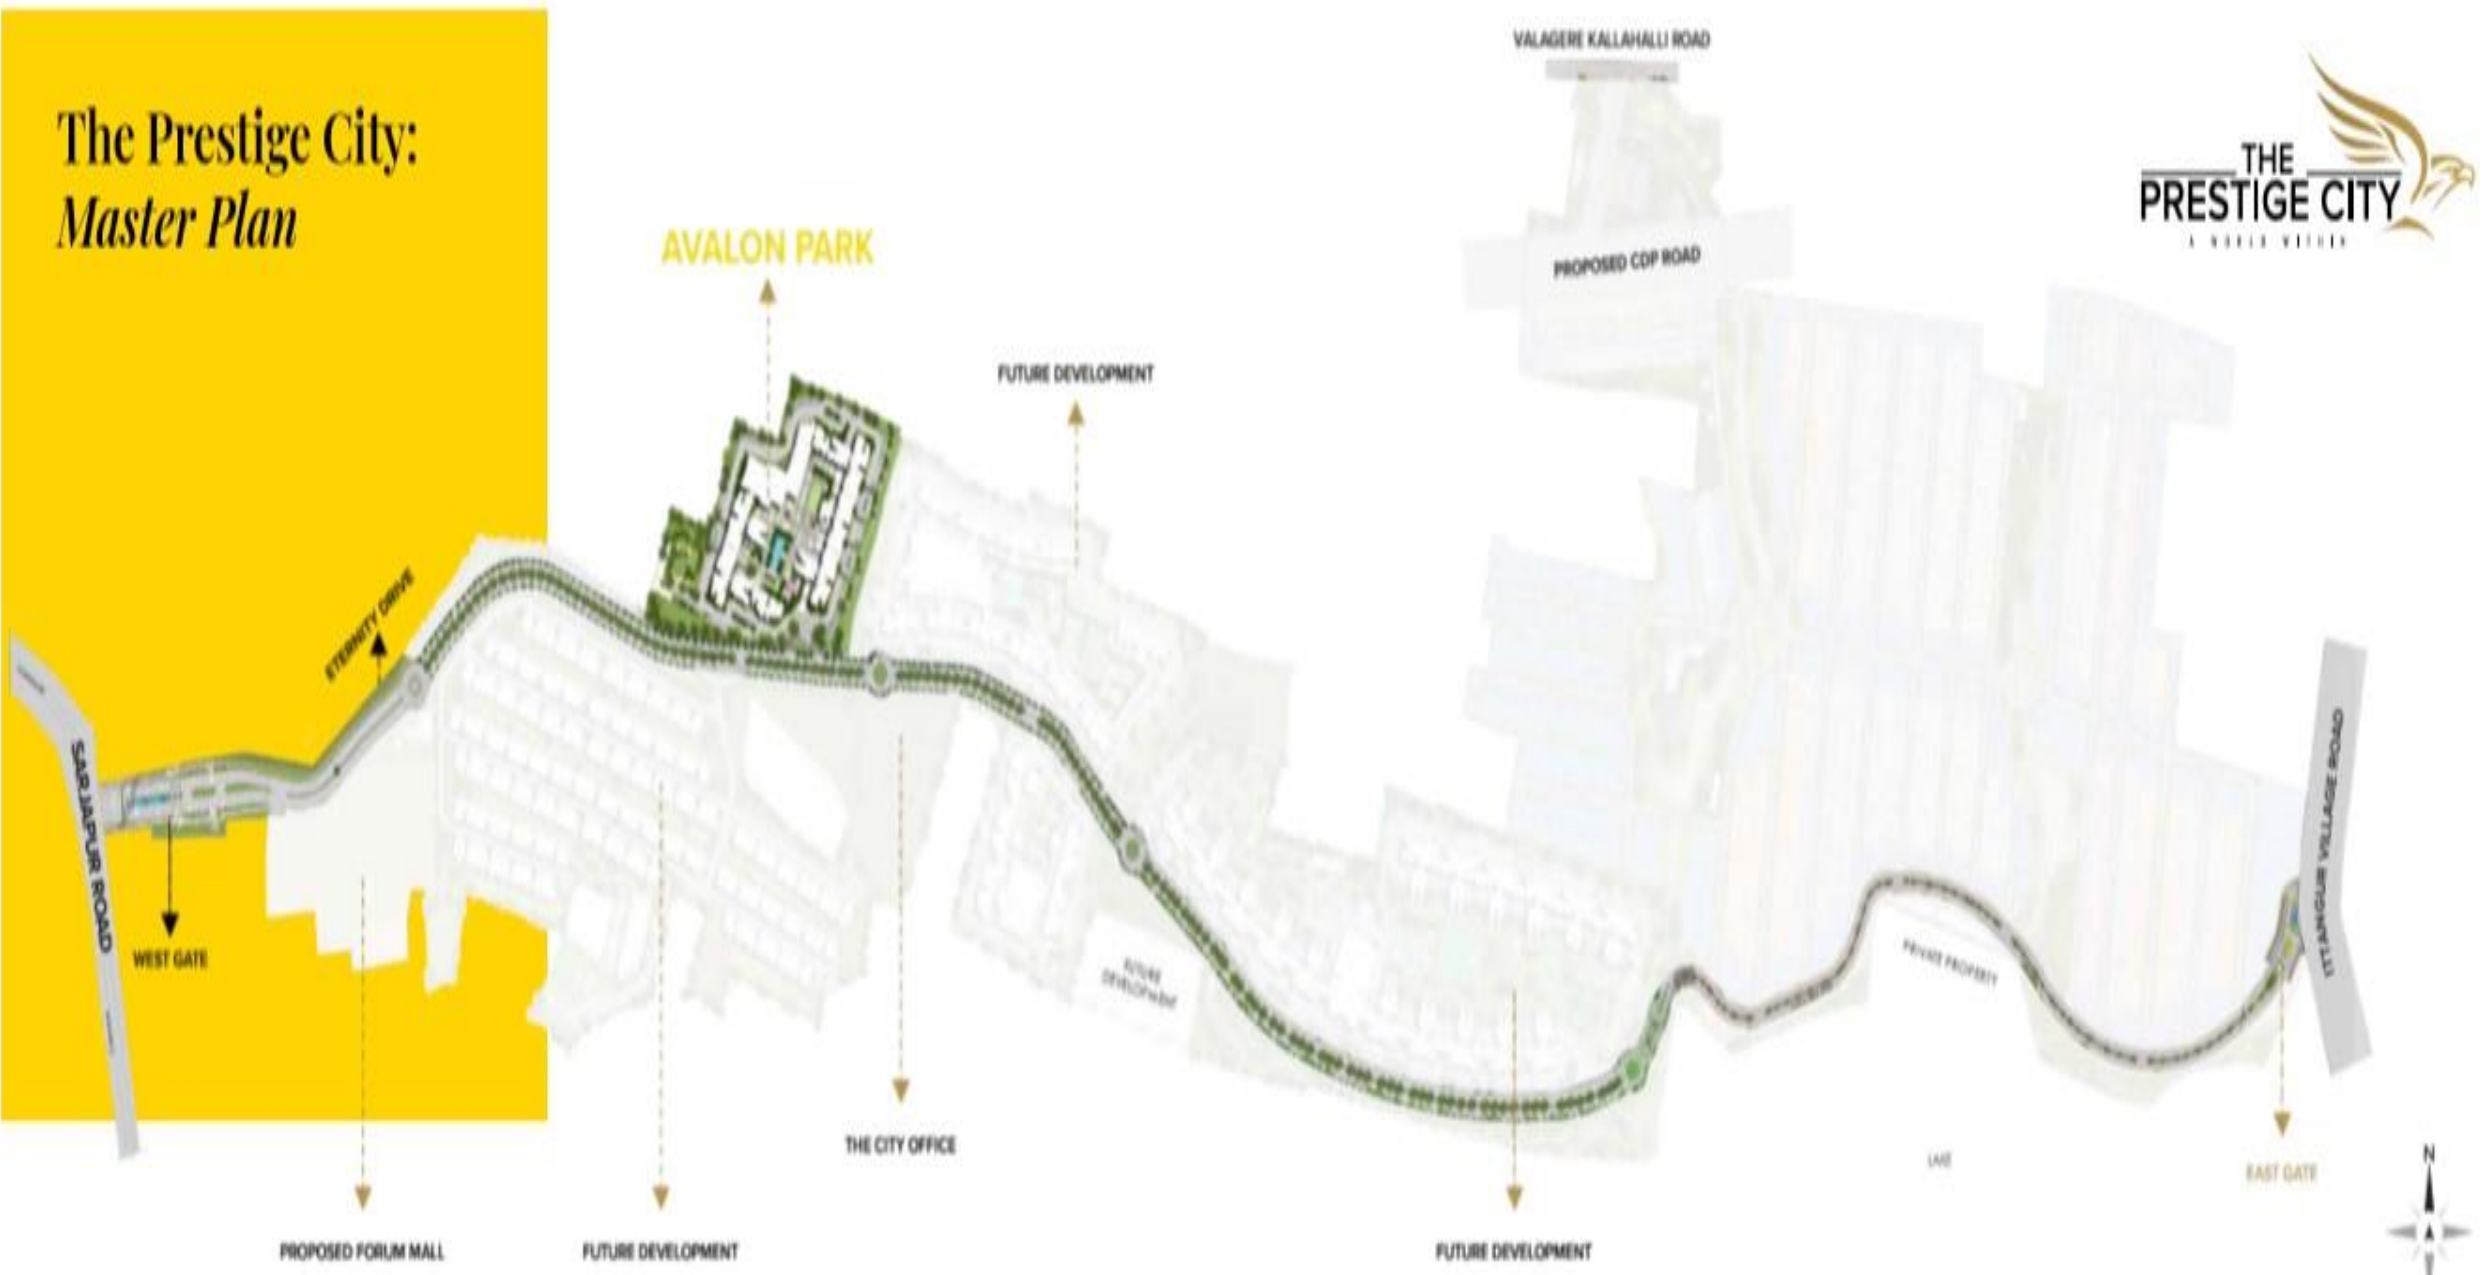 The Prestige City:
Master Plan
VALAGERE KALLAHALLI ROAD
THE
PRESTIGE CITY
A WORLD WITHIN
AVALON PARK
PROPOSED CDP ROAD
FUTURE DEVELOPMENT
ETERNITY DRIVE
SARJAPUR ROAD
WEST GATE
FUTURE
DEVELOPMENT
PRIVATE PROPERTY
VILLAGE ROAD
THE CITY OFFICE
LAKE
EAST GATE
N
PROPOSED FORUM MALL
FUTURE DEVELOPMENT
FUTURE DEVELOPMENT